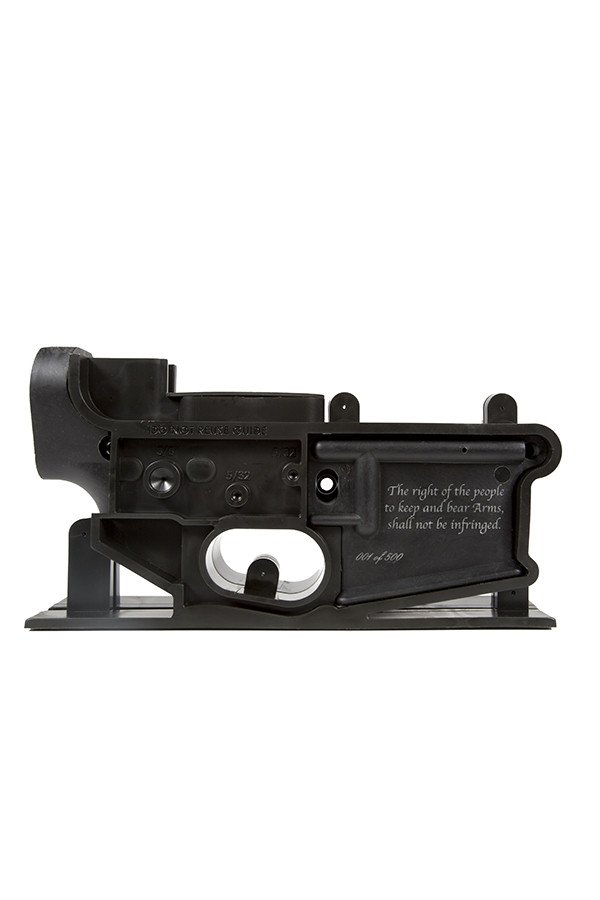 DO NOT REUSE GUIDE
3/8
5/32
5/32
The right of the people
to keep and bear Arms,
shall not be infringed.
001 of 500